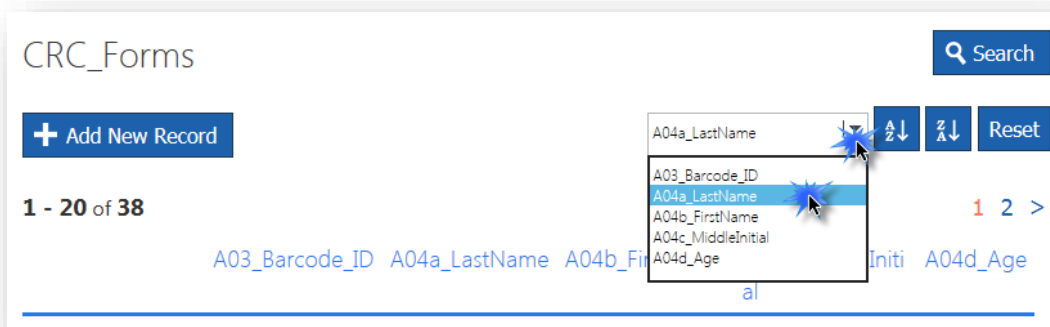 CRC_Forms
Search
Add New Record
A04a_LastName
A
Z
Z
A
Reset
A03_Barcode_ID
A04a_LastName
A04b_FirstName
A04c_MiddleInitial
A04d_Age
1 - 20 of 38
1 2 >
A03_Barcode_ID A04a_LastName A04b_Fi Initi A04d_Age
al